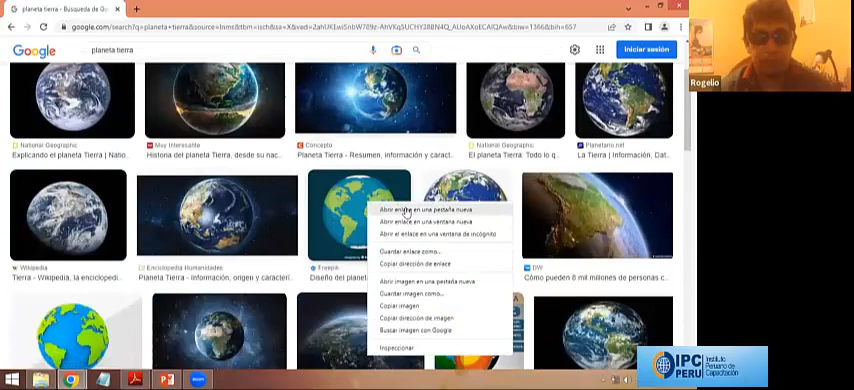 planeta tierra - Búsqueda de Go
google.com/search?q=planeta+tierra&source=lnms&tbm=isch&sa=X&ved=2ahUKEwiSnbW789z-AhVKqSUCHY28BN4Q_AUoAXoECAIQAw&biw=1366&bih=657
Google
planeta tierra
Iniciar sesión
Rogelio
National Geographic
Explicando el planeta Tierra | Natio...
Muy Interesante
Historia del planeta Tierra, desde su nac...
Concepto
Planeta Tierra - Resumen, información y caract...
National Geographic
El planeta Tierra: Todo lo q...
Planetario.net
La Tierra | Información, Dat...
Wikipedia
Tierra - Wikipedia, la enciclopedi...
Enciclopedia Humanidades
Planeta Tierra - Información, origen y caracterí...
Freepik
Diseño del planet
DW
Cómo pueden 8 mil millones de personas c...
Abrir enlace en una pestaña nueva
Abrir enlace en una ventana nueva
Abrir el enlace en una ventana de incógnito
Guardar enlace como...
Copiar dirección de enlace
Abrir imagen en una pestaña nueva
Guardar imagen como...
Copiar imagen
Copiar dirección de imagen
Buscar imagen con Google
Inspeccionar
IPC
PERÚ
Instituto
Peruano de
Capacitación